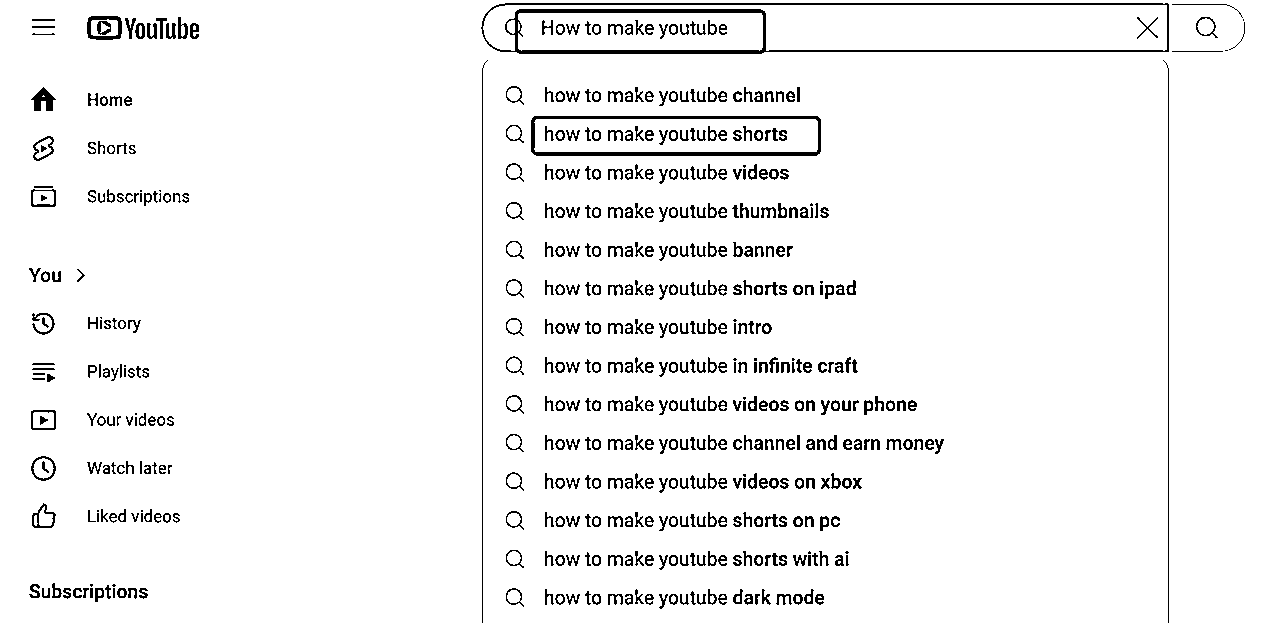 YouTube
How to make youtube
Home
Shorts
Subscriptions
You
History
Playlists
Your videos
Watch later
Liked videos
Subscriptions
how to make youtube channel
how to make youtube shorts
how to make youtube videos
how to make youtube thumbnails
how to make youtube banner
how to make youtube shorts on ipad
how to make youtube intro
how to make youtube in infinite craft
how to make youtube videos on your phone
how to make youtube channel and earn money
how to make youtube videos on xbox
how to make youtube shorts on pc
how to make youtube shorts with ai
how to make youtube dark mode